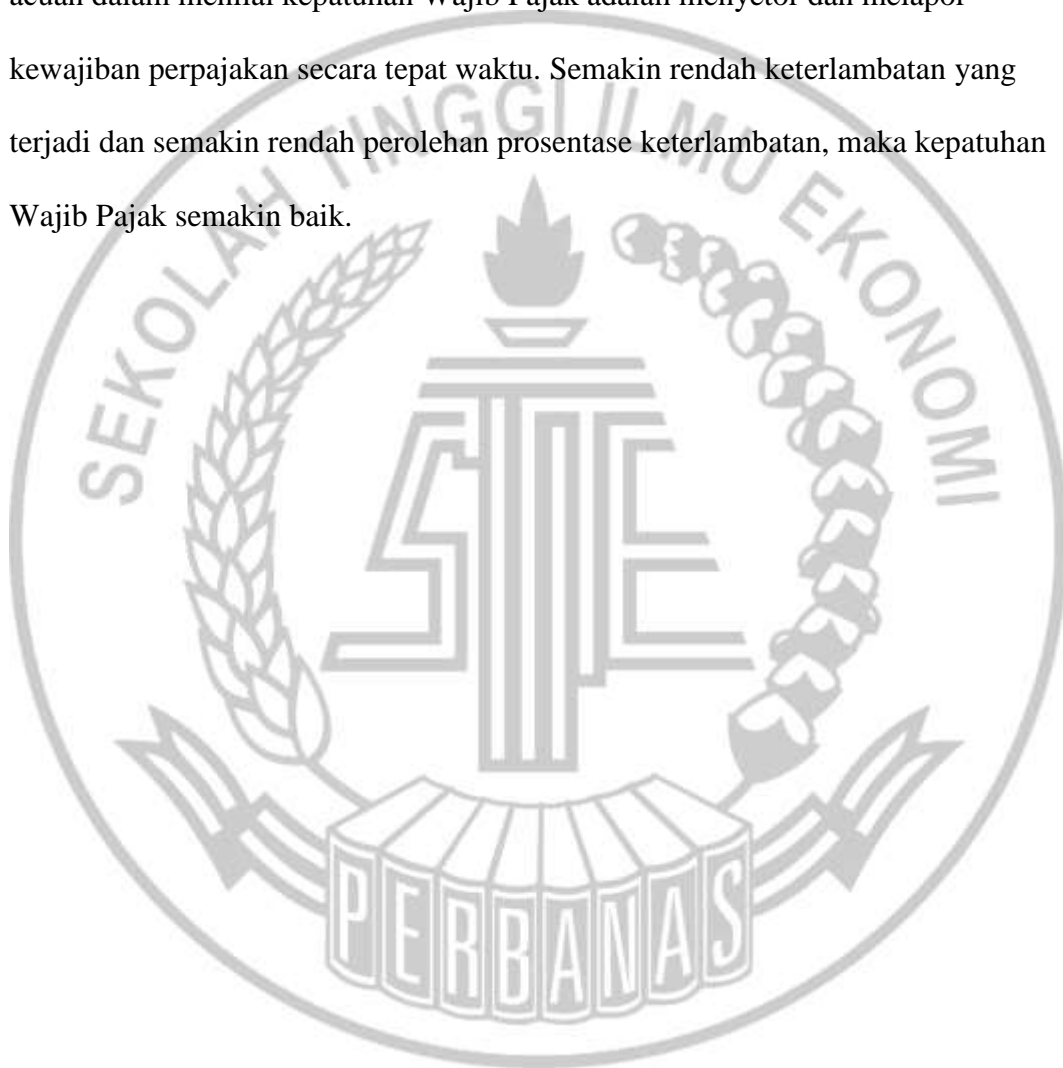 acuan dalam menilai kepatuhan Wajib Pajak adalah menyetor dan melapor
kewajiban perpajakan secara tepat waktu. Semakin rendah keterlambatan yang
terjadi dan semakin rendah perolehan prosentase keterlambatan, maka kepatuhan
Wajib Pajak semakin baik.
SEKOLAH TINGGI ILMU EKONOMI
STIE
PERBANAS